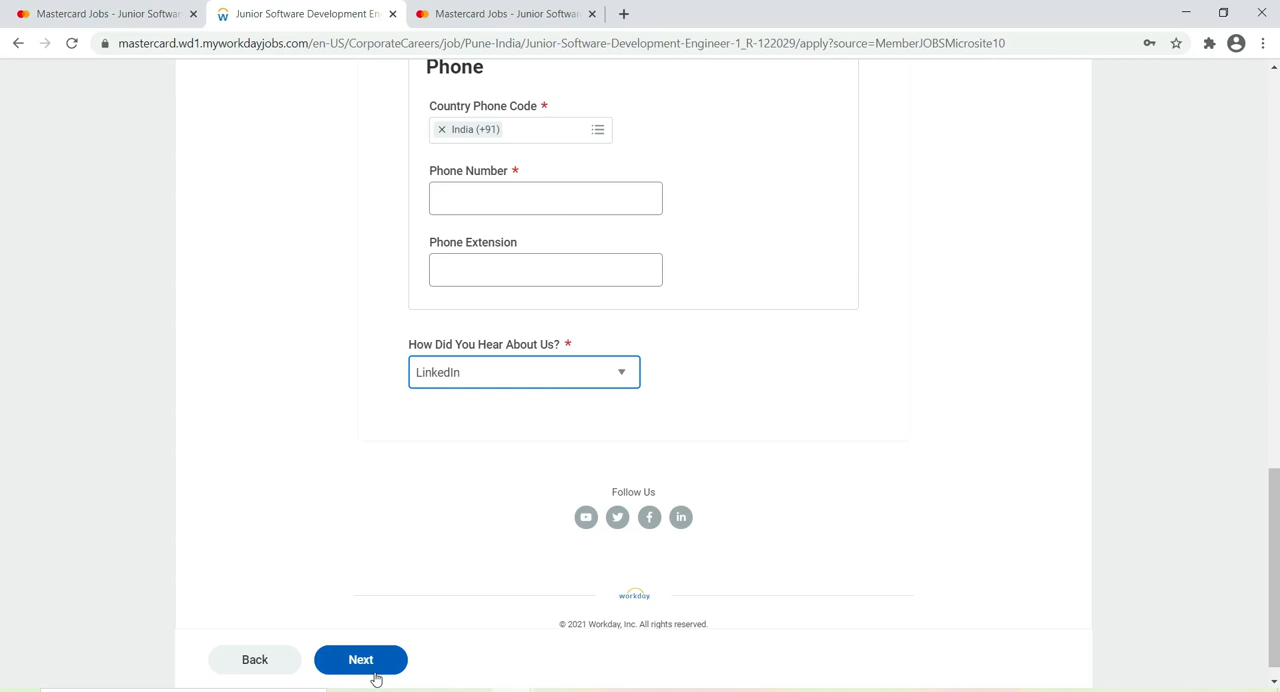 Mastercard Jobs - Junior Softwar
Junior Software Development En
Mastercard Jobs - Junior Softwar
mastercard.wd1.myworkdayjobs.com/en-US/CorporateCareers/job/Pune-India/Junior-Software-Development-Engineer-1_R-122029/apply?source=MemberJOBSMicrosite10
Phone
Country Phone Code *
India (+91)
Phone Number *
Phone Extension
How Did You Hear About Us? *
LinkedIn
Follow Us
workday.
© 2021 Workday, Inc. All rights reserved.
Back
Next